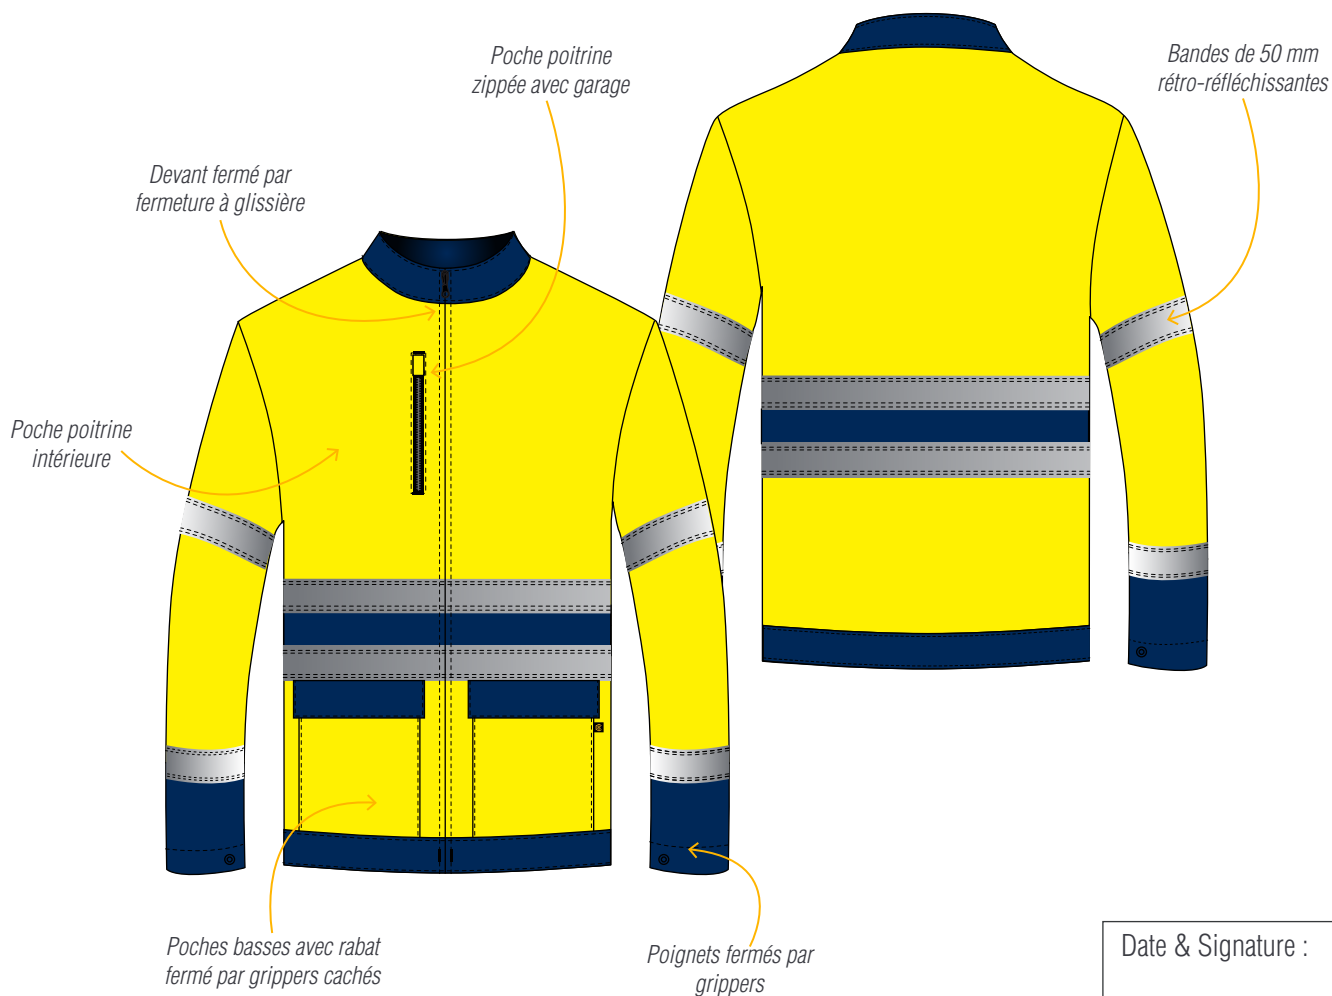 Poche poitrine
zippée avec garage
Bandes de 50 mm
rétro-réfléchissantes
Devant fermé par
fermeture à glissière
Poche poitrine
intérieure
Poches basses avec rabat
fermé par grippers cachés
Poignets fermés par
grippers
Date & Signature :